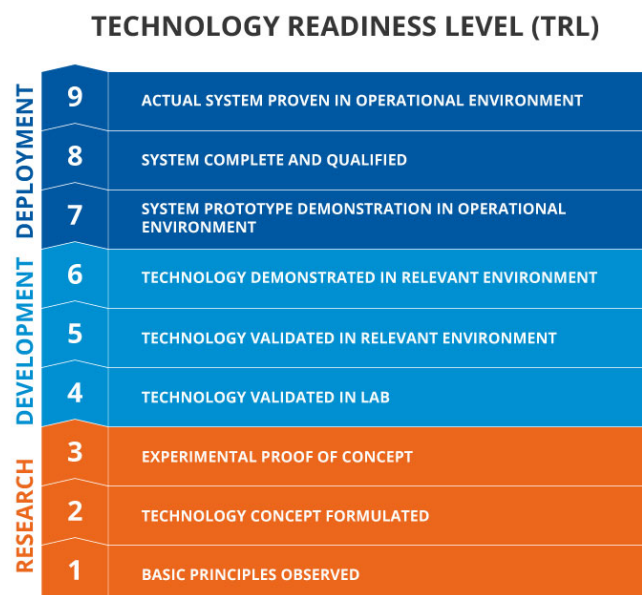 TECHNOLOGY READINESS LEVEL (TRL)
DEPLOYMENT
9 ACTUAL SYSTEM PROVEN IN OPERATIONAL ENVIRONMENT
8 SYSTEM COMPLETE AND QUALIFIED
7 SYSTEM PROTOTYPE DEMONSTRATION IN OPERATIONAL
ENVIRONMENT
DEVELOPMENT
6 TECHNOLOGY DEMONSTRATED IN RELEVANT ENVIRONMENT
5 TECHNOLOGY VALIDATED IN RELEVANT ENVIRONMENT
4 TECHNOLOGY VALIDATED IN LAB
RESEARCH
3 EXPERIMENTAL PROOF OF CONCEPT
2 TECHNOLOGY CONCEPT FORMULATED
1 BASIC PRINCIPLES OBSERVED